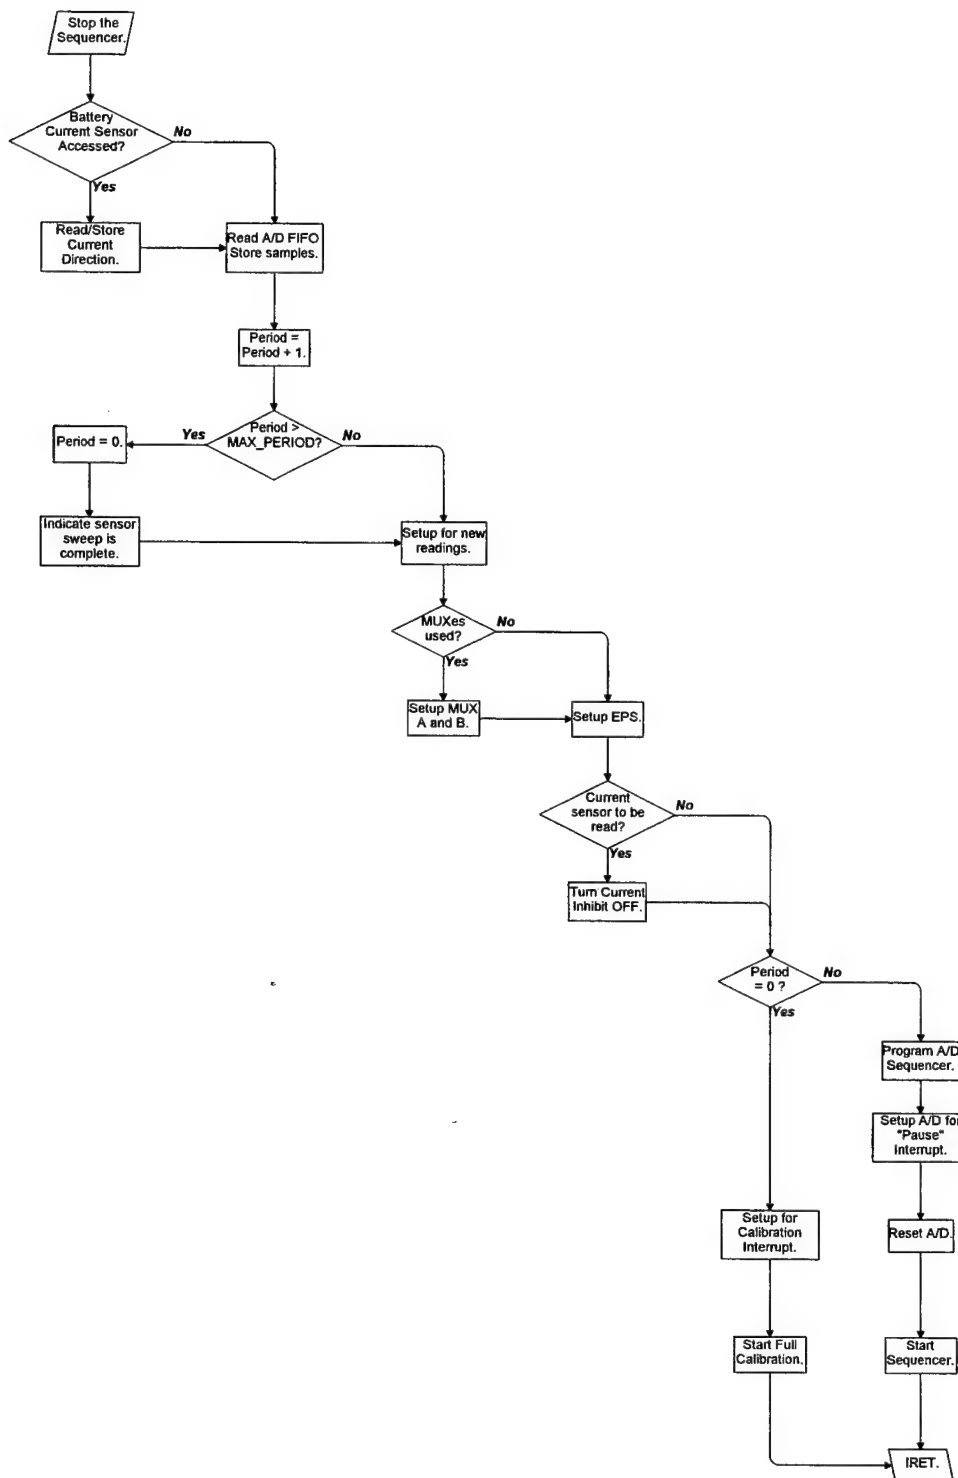 Stop the
Sequencer.
Battery
Current Sensor
Accessed?
No
Yes
Read/Store
Current
Direction.
Read A/D FIFO
Store samples.
Period =
Period + 1.
Period >
MAX_PERIOD?
Yes
No
Period = 0.
Indicate sensor
sweep is
complete.
Setup for new
readings.
MUXes
used?
No
Yes
Setup MUX
A and B.
Setup EPS.
Current
sensor to be
read?
No
Yes
Turn Current
Inhibit OFF.
Period
= 0 ?
No
Yes
Program A/D
Sequencer.
Setup A/D for
"Pause"
Interrupt.
Setup for
Calibration
Interrupt.
Reset A/D.
Start Full
Calibration.
Start
Sequencer.
IRET.